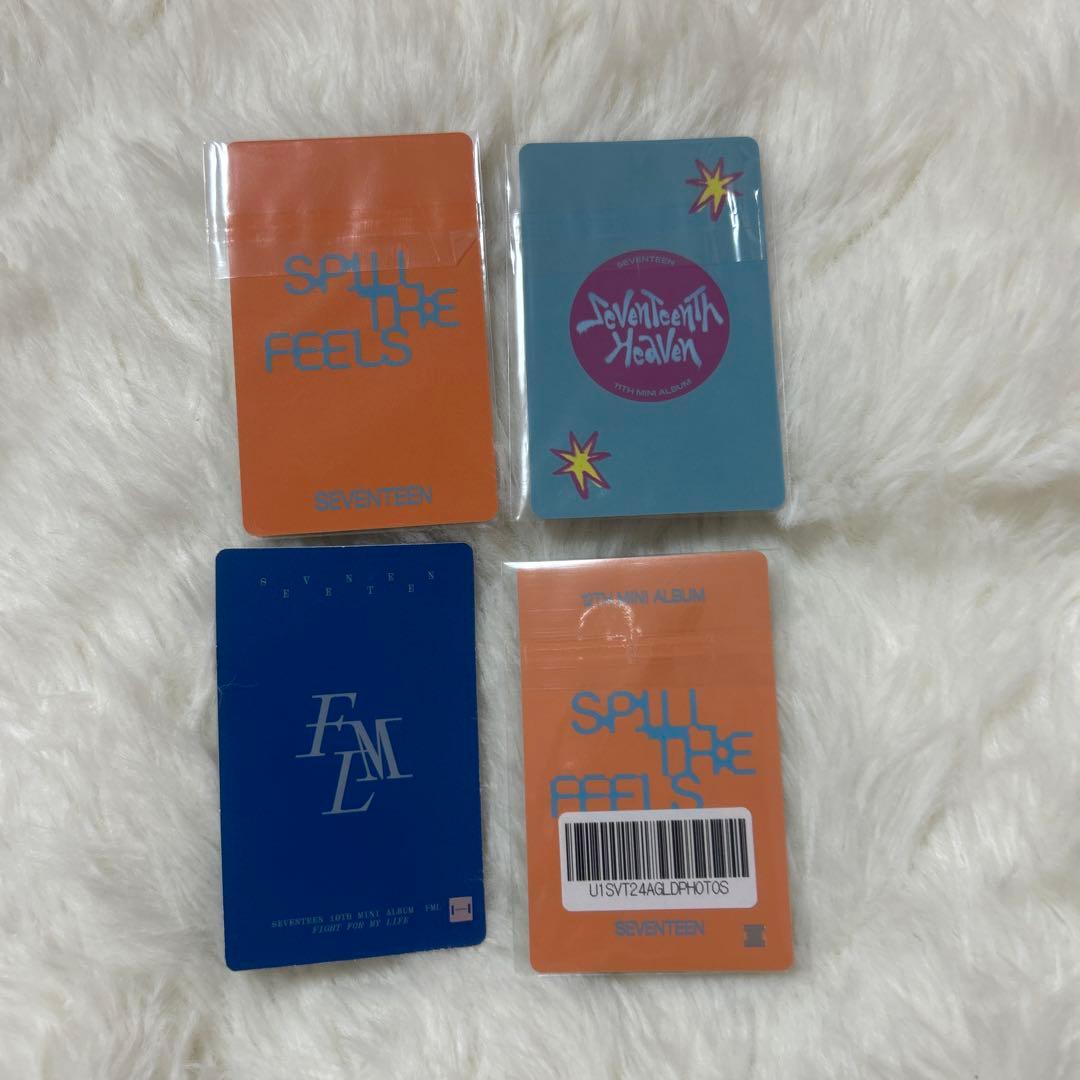 SPILL
THE
FEELS
SEVENTEEN
SEVENTEEN
SEVENTEENTH
HEAVEN
11TH MINI ALBUM
S V N E E N
E E T E
FML
SEVENTEEN 10TH MINI ALBUM FML
FIGHT FOR MY LIFE
12TH MINI ALBUM
SPILL
THE
FEELS
U1SVT24AGLDPHOTOS
SEVENTEEN